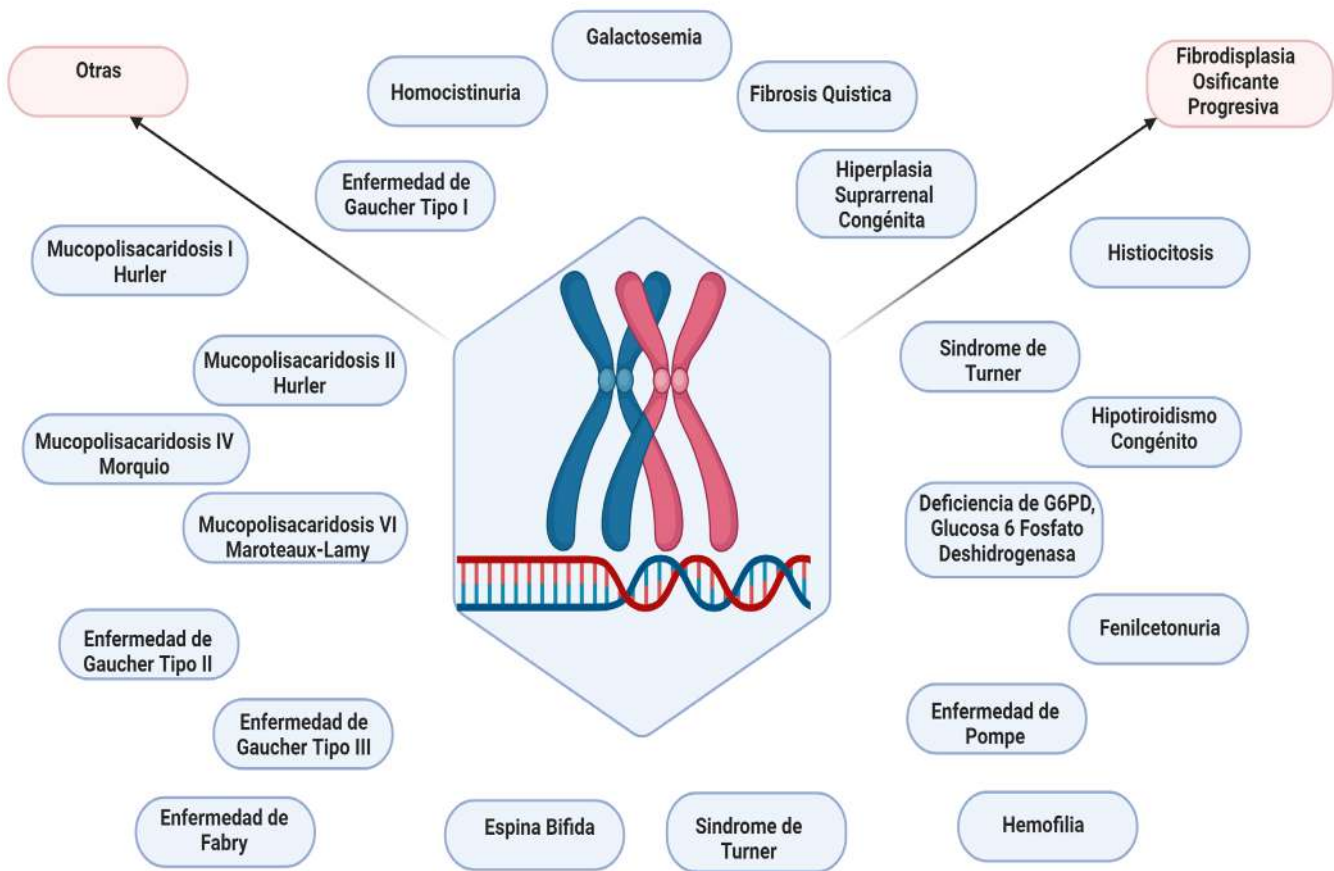 Galactosemia
Otras
Fibrodisplasia
Osificante
Progresiva
Homocistinuria
Fibrosis Quistica
Enfermedad de
Gaucher Tipo I
Hiperplasia
Suprarrenal
Congénita
Mucopolisacaridosis I
Hurler
Histiocitosis
Mucopolisacaridosis II
Hurler
Sindrome de
Turner
Mucopolisacaridosis IV
Morquio
Hipotiroidismo
Congénito
Mucopolisacaridosis VI
Maroteaux-Lamy
Deficiencia de G6PD,
Glucosa 6 Fosfato
Deshidrogenasa
Enfermedad de
Gaucher Tipo II
Fenilcetonuria
Enfermedad de
Gaucher Tipo III
Enfermedad de
Pompe
Enfermedad de
Fabry
Espina Bifida
Sindrome de
Turner
Hemofilia